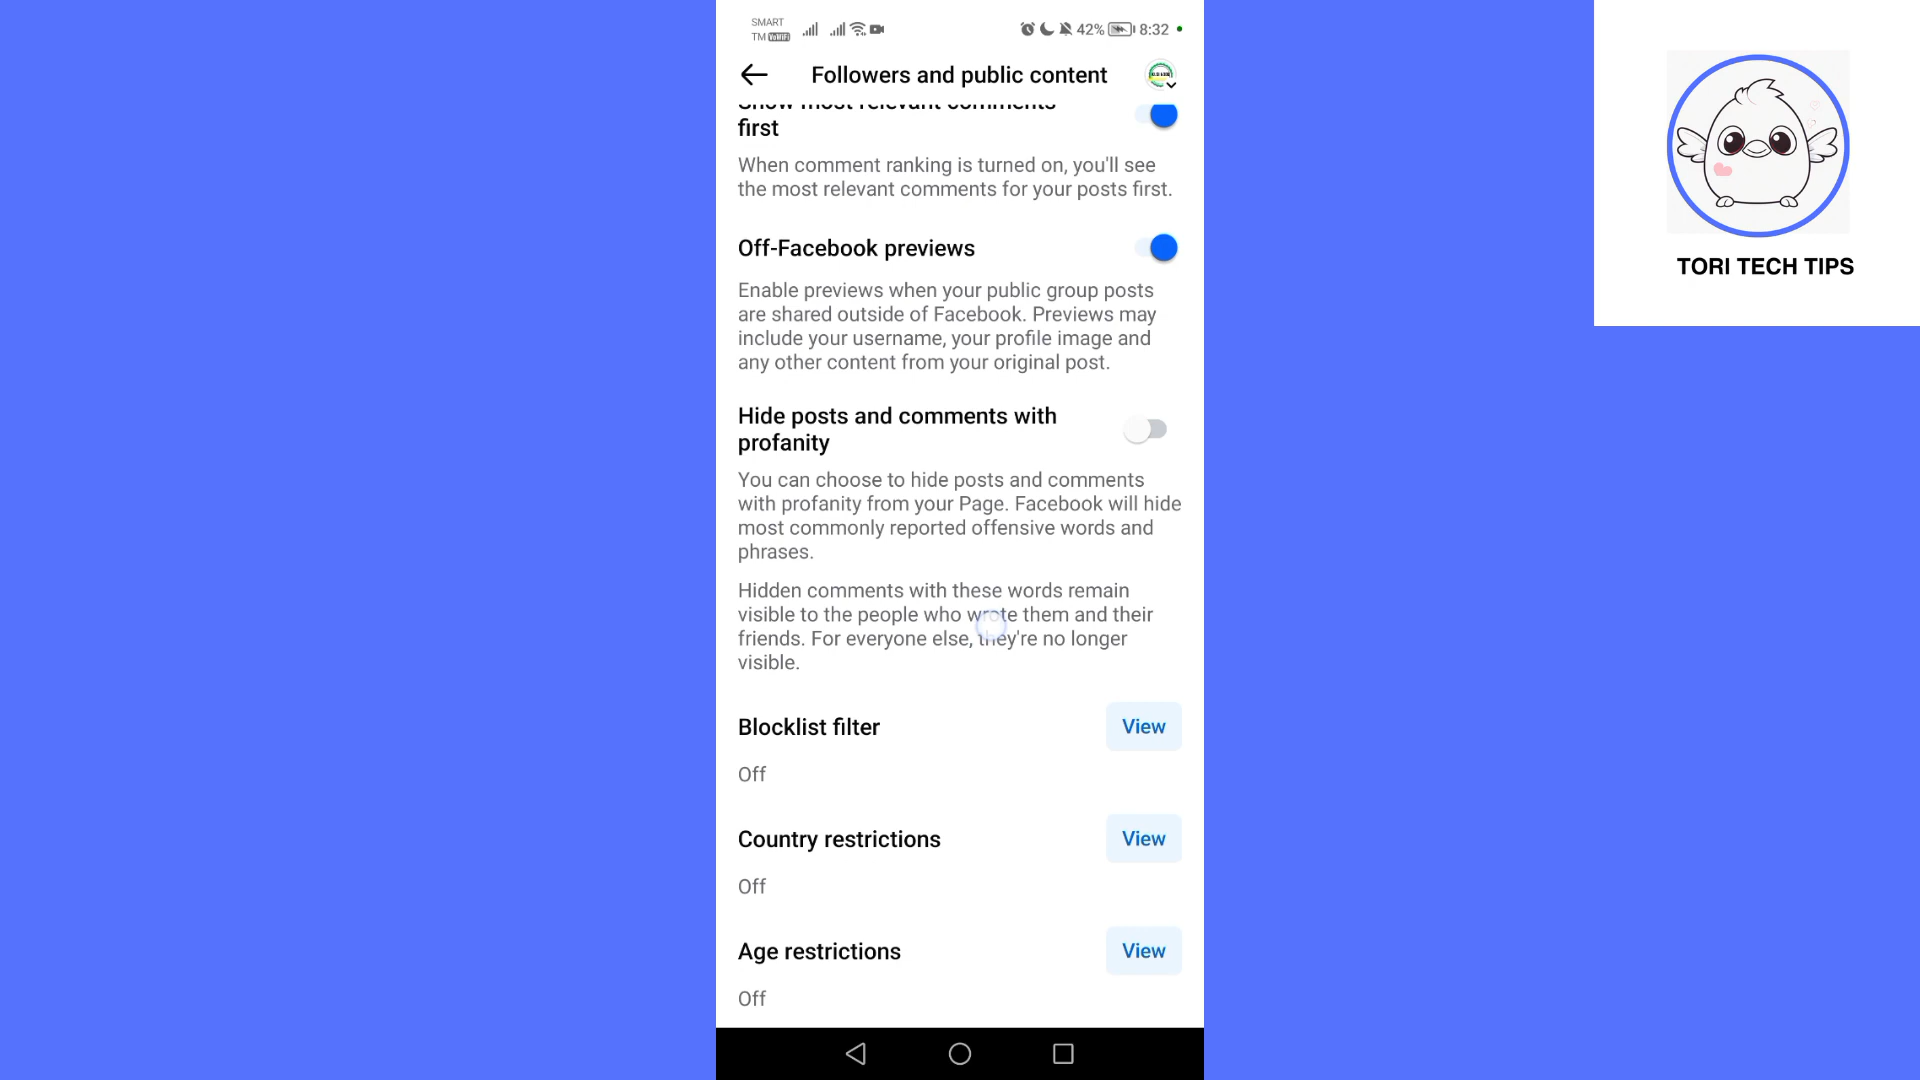 SMART
TM VoWiFi
42% 8:32
Followers and public content
Show most relevant comments
first
When comment ranking is turned on, you'll see
the most relevant comments for your posts first.
Off-Facebook previews
Enable previews when your public group posts
are shared outside of Facebook. Previews may
include your username, your profile image and
any other content from your original post.
Hide posts and comments with
profanity
You can choose to hide posts and comments
with profanity from your Page. Facebook will hide
most commonly reported offensive words and
phrases.
Hidden comments with these words remain
visible to the people who wrote them and their
friends. For everyone else, they're no longer
visible.
Blocklist filter
View
Off
Country restrictions
View
Off
Age restrictions
View
Off
TORI TECH TIPS